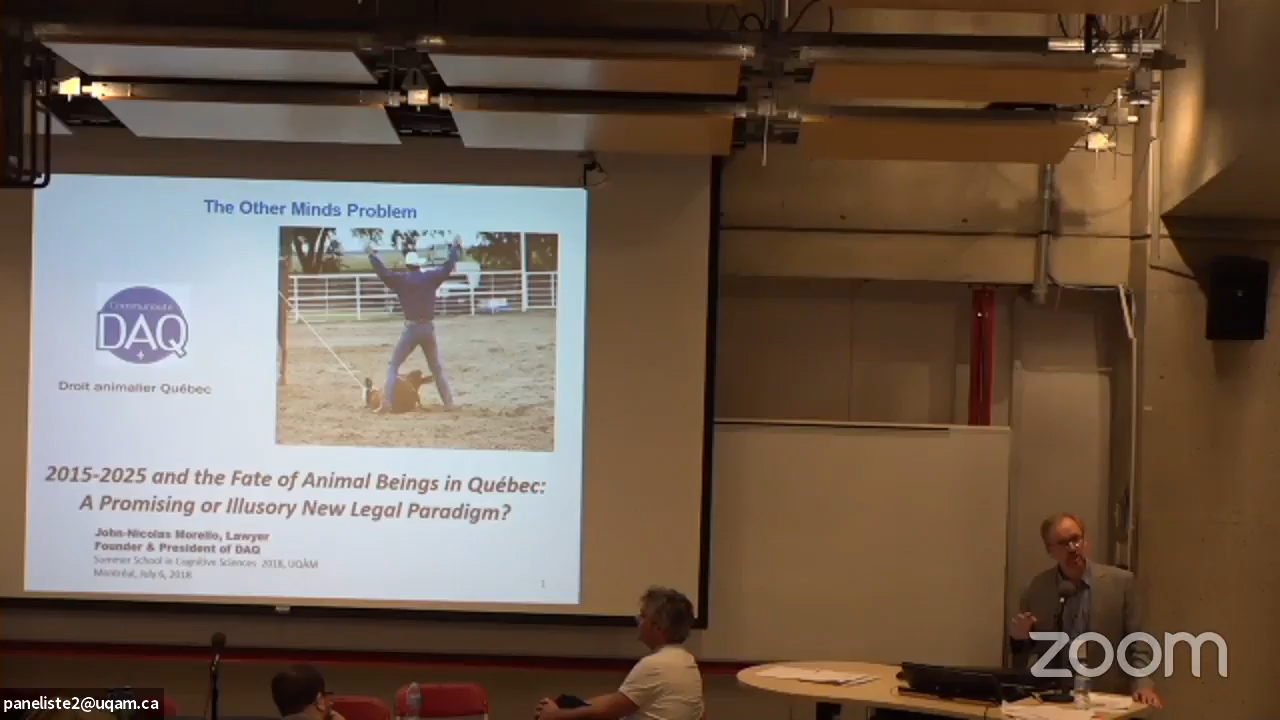 The Other Minds Problem
Communauté
DAQ
Droit animalier Québec
2015-2025 and the Fate of Animal Beings in Québec:
A Promising or Illusory New Legal Paradigm?
John-Nicolas Morello, Lawyer
Founder & President of DAQ
Summer School in Cognitive Sciences 2018, UQÀM
Montréal, July 6, 2018
1
zoom
paneliste2@uqam.ca